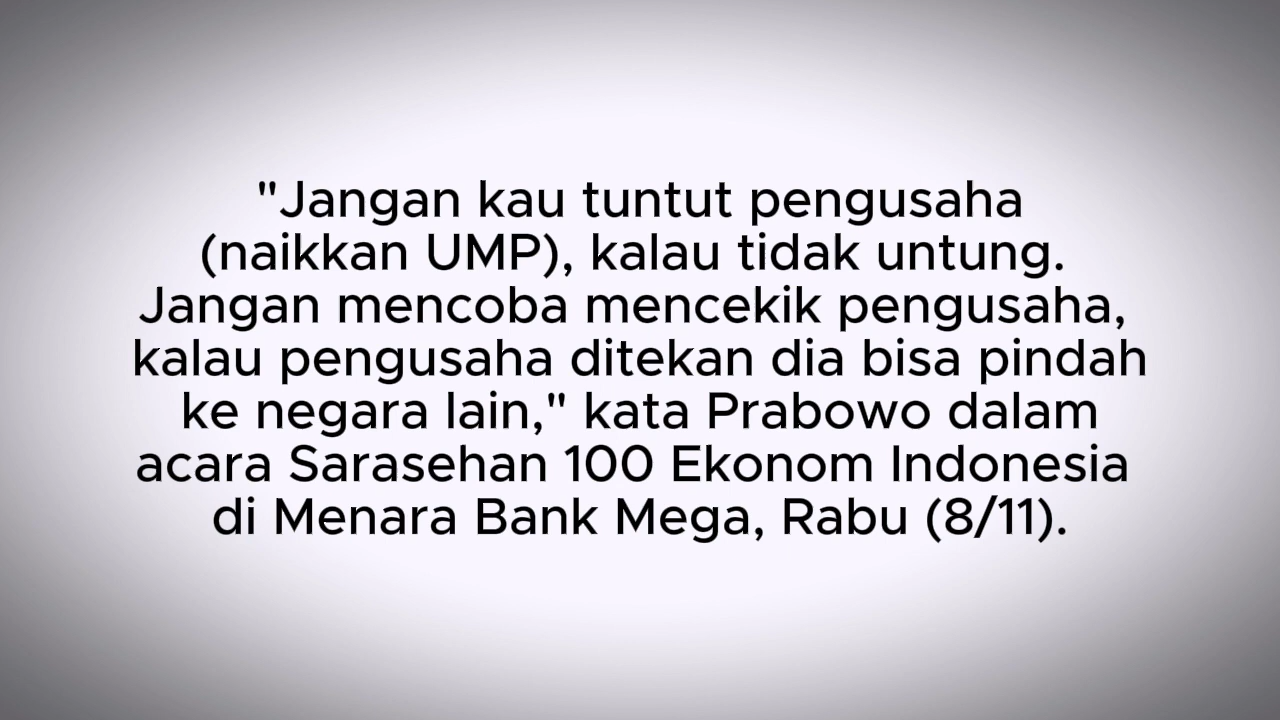 "Jangan kau tuntut pengusaha
(naikkan UMP), kalau tidak untung.
Jangan mencoba mencekik pengusaha,
kalau pengusaha ditekan dia bisa pindah
ke negara lain," kata Prabowo dalam
acara Sarasehan 100 Ekonom Indonesia
di Menara Bank Mega, Rabu (8/11).